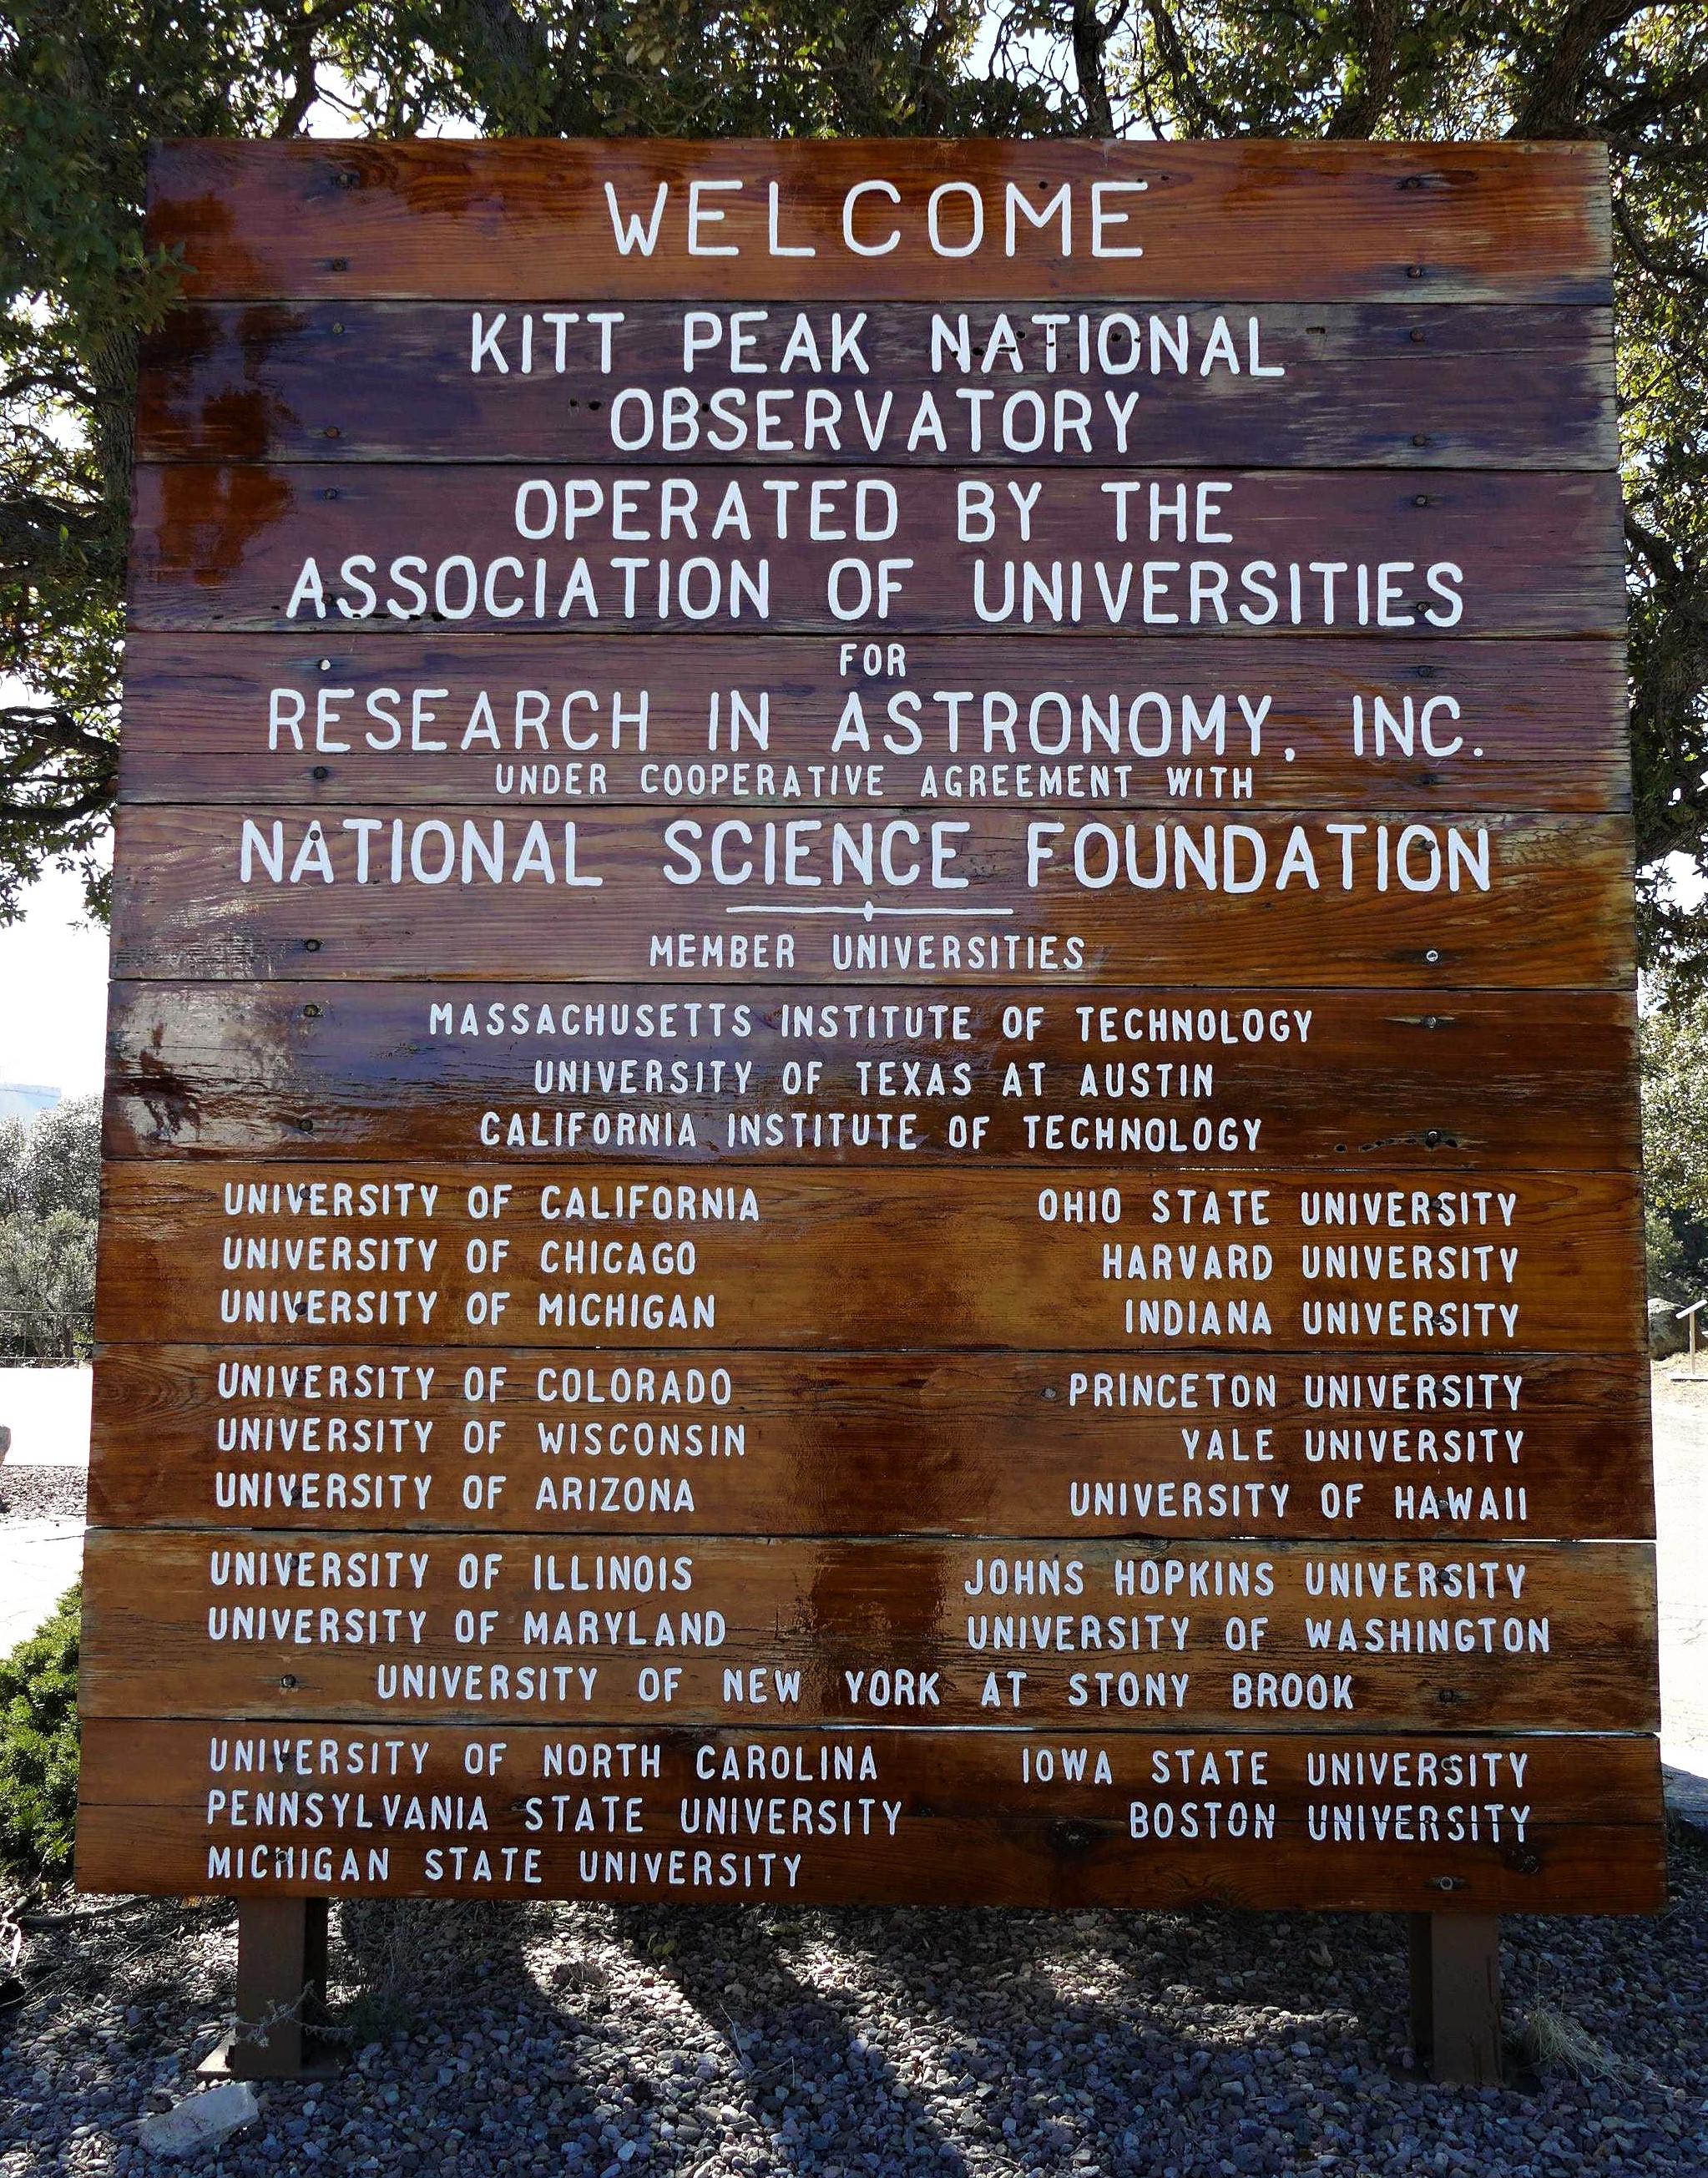 WELCOME
KITT PEAK NATIONAL
OBSERVATORY
OPERATED BY THE
ASSOCIATION OF UNIVERSITIES
FOR
RESEARCH IN ASTRONOMY, INC.
UNDER COOPERATIVE AGREEMENT WITH
NATIONAL SCIENCE FOUNDATION
MEMBER UNIVERSITIES
MASSACHUSETTS INSTITUTE OF TECHNOLOGY
UNIVERSITY OF TEXAS AT AUSTIN
CALIFORNIA INSTITUTE OF TECHNOLOGY
UNIVERSITY OF CALIFORNIA OHIO STATE UNIVERSITY
UNIVERSITY OF CHICAGO HARVARD UNIVERSITY
UNIVERSITY OF MICHIGAN INDIANA UNIVERSITY
UNIVERSITY OF COLORADO PRINCETON UNIVERSITY
UNIVERSITY OF WISCONSIN YALE UNIVERSITY
UNIVERSITY OF ARIZONA UNIVERSITY OF HAWAII
UNIVERSITY OF ILLINOIS JOHNS HOPKINS UNIVERSITY
UNIVERSITY OF MARYLAND UNIVERSITY OF WASHINGTON
UNIVERSITY OF NEW YORK AT STONY BROOK
UNIVERSITY OF NORTH CAROLINA IOWA STATE UNIVERSITY
PENNSYLVANIA STATE UNIVERSITY BOSTON UNIVERSITY
MICHIGAN STATE UNIVERSITY